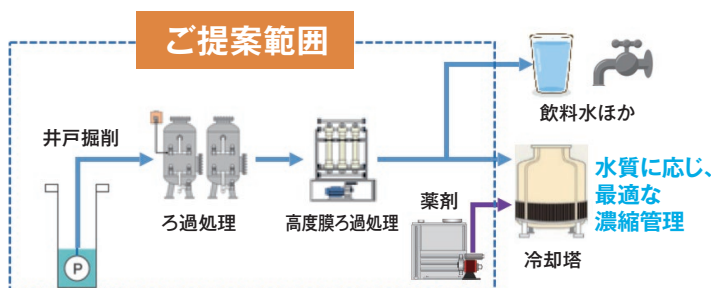 ご提案範囲
井戸掘削
P
ろ過処理
高度膜ろ過処理
薬剤
飲料水ほか
水質に応じ、
最適な
濃縮管理
冷却塔